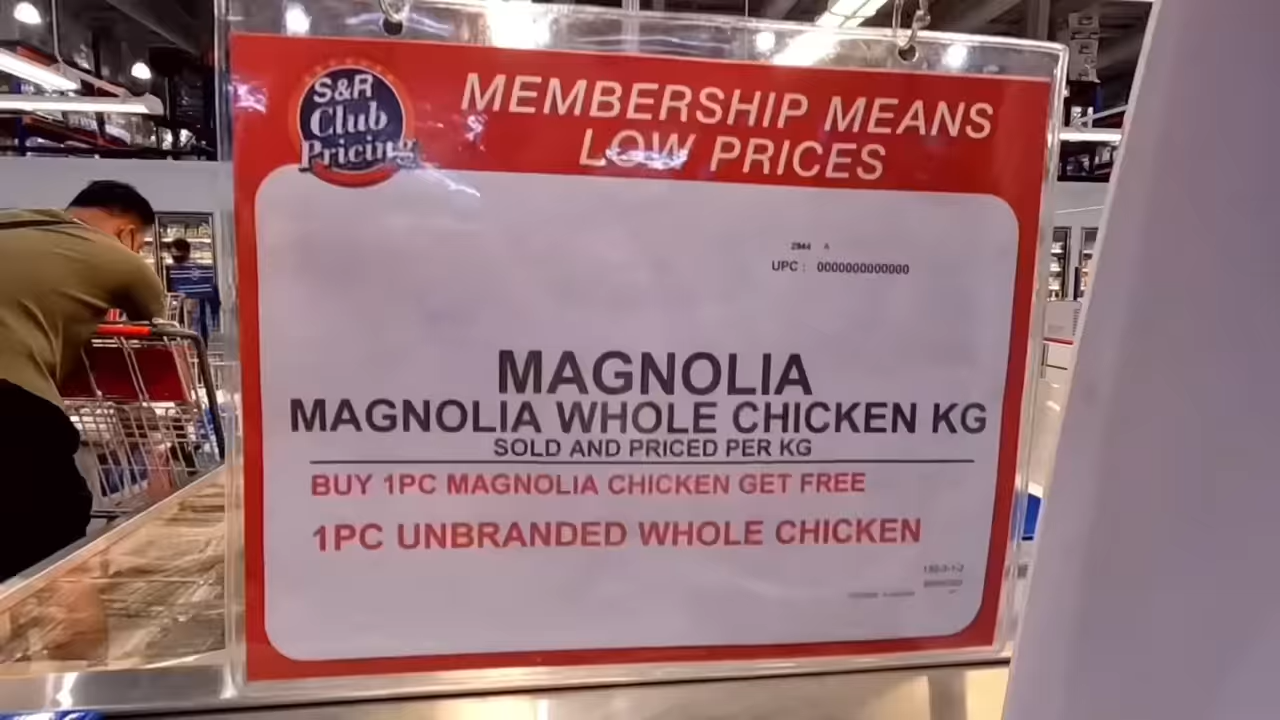 S&R
Club
Pricing
MEMBERSHIP MEANS
LOW PRICES
UPC : 0000000000000
MAGNOLIA
MAGNOLIA WHOLE CHICKEN KG
SOLD AND PRICED PER KG
BUY 1PC MAGNOLIA CHICKEN GET FREE
1PC UNBRANDED WHOLE CHICKEN